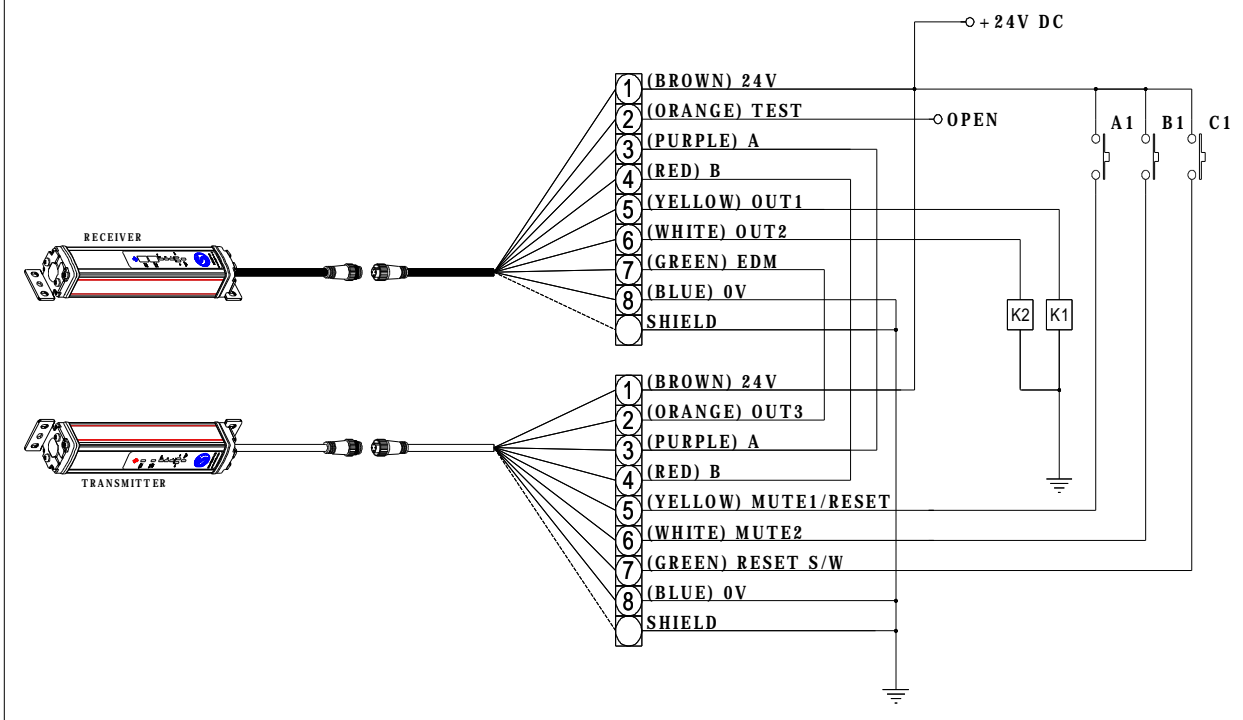 +24V DC
1 (BROWN) 24V
2 (ORANGE) TEST
OPEN
3 (PURPLE) A
4 (RED) B
5 (YELLOW) OUT1
6 (WHITE) OUT2
7 (GREEN) EDM
8 (BLUE) 0V
SHIELD
A1 B1 C1
RECEIVER
K2 K1
1 (BROWN) 24V
2 (ORANGE) OUT3
3 (PURPLE) A
4 (RED) B
5 (YELLOW) MUTE1/RESET
6 (WHITE) MUTE2
7 (GREEN) RESET S/W
8 (BLUE) 0V
SHIELD
TRANSMITTER